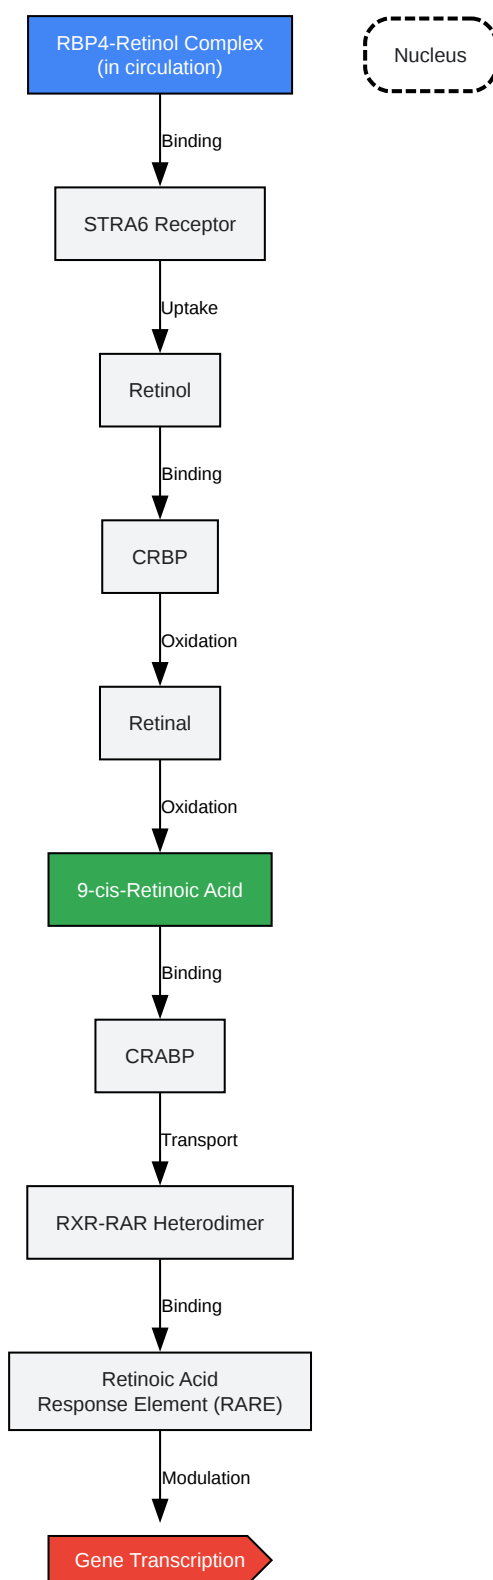 RBP4-Retinol Complex
(in circulation)
Nucleus
Binding
STRA6 Receptor
Uptake
Retinol
Binding
CRBP
Oxidation
Retinal
Oxidation
9-cis-Retinoic Acid
Binding
CRABP
Transport
RXR-RAR Heterodimer
Binding
Retinoic Acid
Response Element (RARE)
Modulation
Gene Transcription